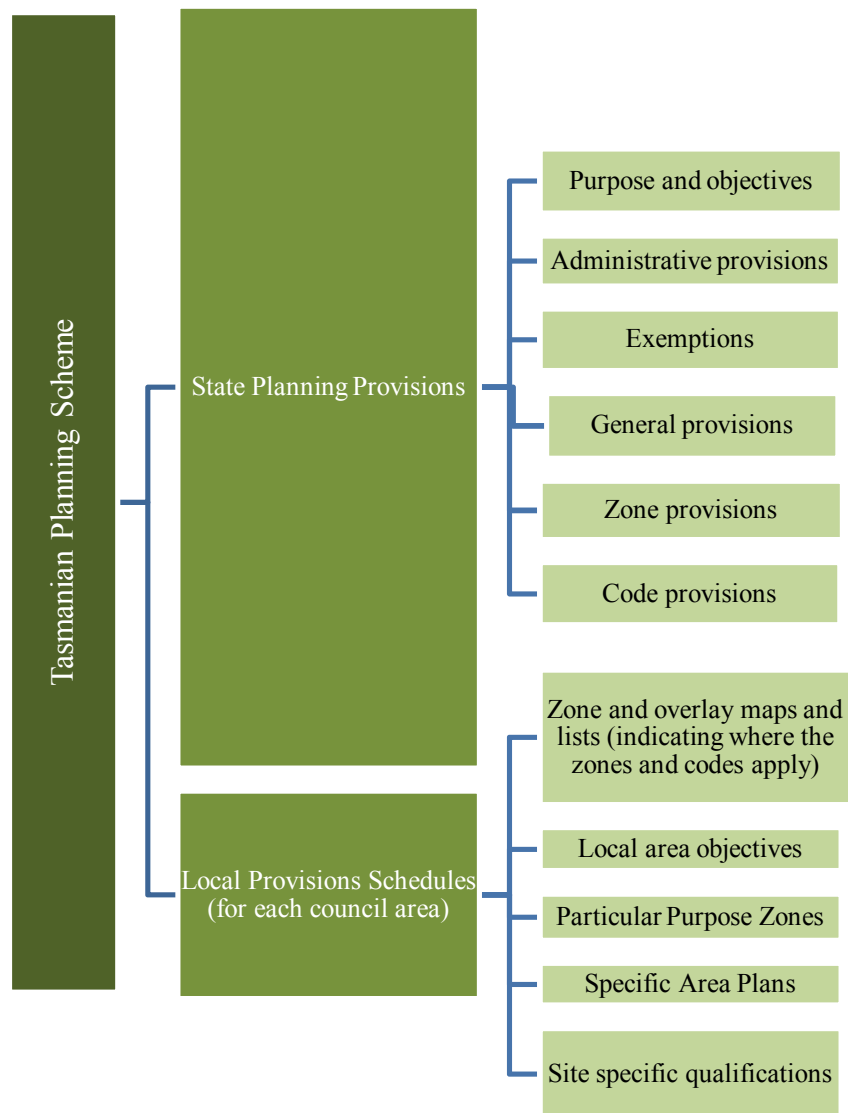 Tasmanian Planning Scheme
State Planning Provisions
Purpose and objectives
Administrative provisions
Exemptions
General provisions
Zone provisions
Code provisions
Local Provisions Schedules
(for each council area)
Zone and overlay maps and
lists (indicating where the
zones and codes apply)
Local area objectives
Particular Purpose Zones
Specific Area Plans
Site specific qualifications